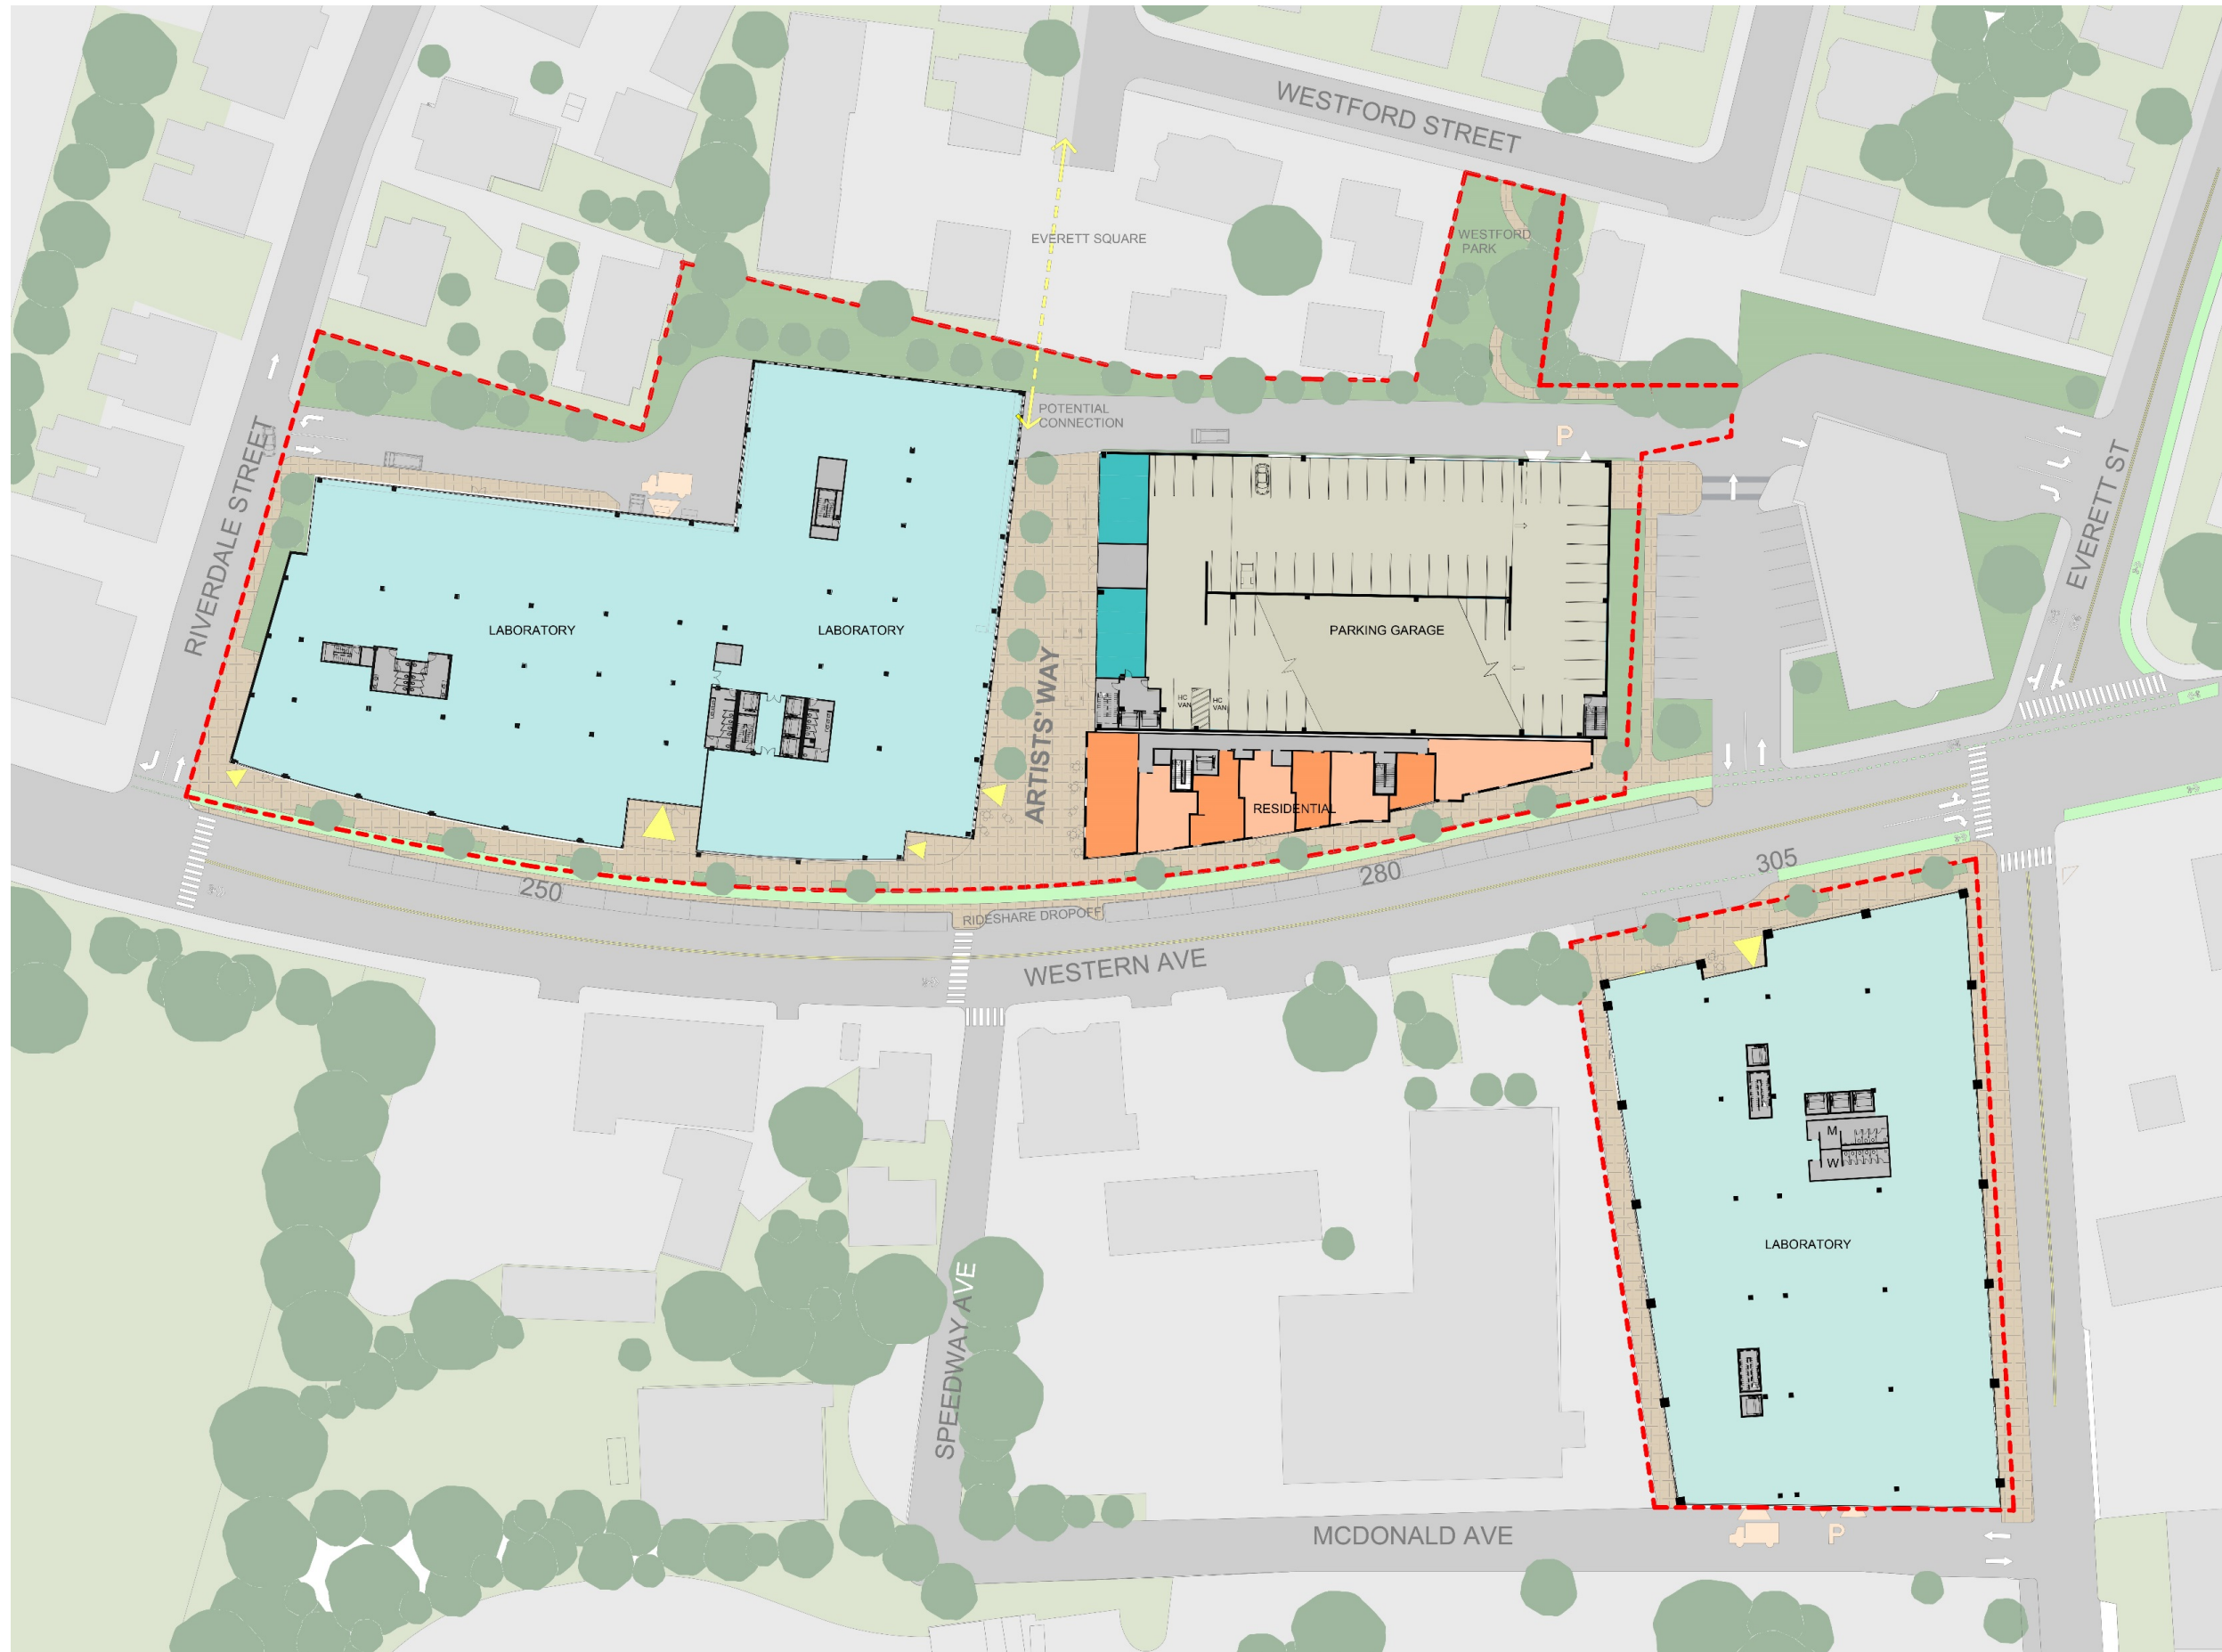 WESTFORD STREET
EVERETT SQUARE
WESTFORD
PARK
POTENTIAL
CONNECTION
P
RIVERDALE STREET
EVERETT ST
LABORATORY
LABORATORY
PARKING GARAGE
ARTISTS' WAY
HC
VAN
HC
VAN
RESIDENTIAL
250
280
305
RIDESHARE DROPOFF
WESTERN AVE
M
W
LABORATORY
SPEEDWAY AVE
MCDONALD AVE
P